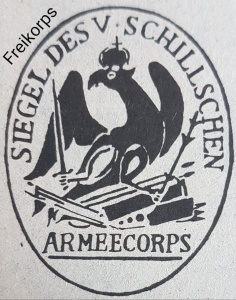 Freikorps
SIEGEL DES V. SCHILLSCHEN
ARMEECORPS